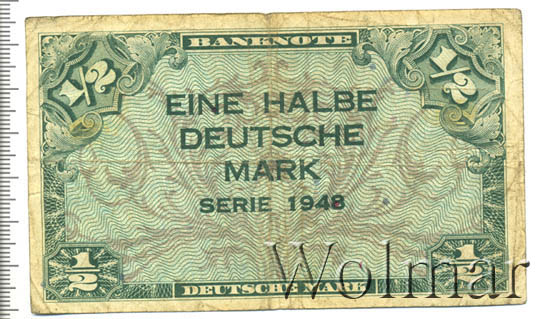 BANKNOTE
1/2 1/2
EINE HALBE
DEUTSCHE
MARK
SERIE 1948
1/2 1/2
DEUTSCHE MARK
Wolmar